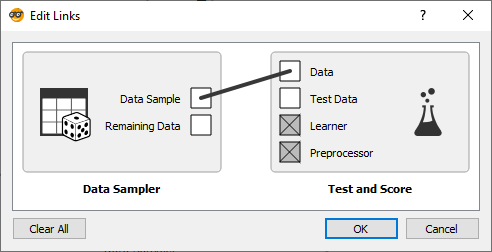 Edit Links
?
Data Sample
Remaining Data
Data Sampler
Data
Test Data
Learner
Preprocessor
Test and Score
Clear All
OK
Cancel